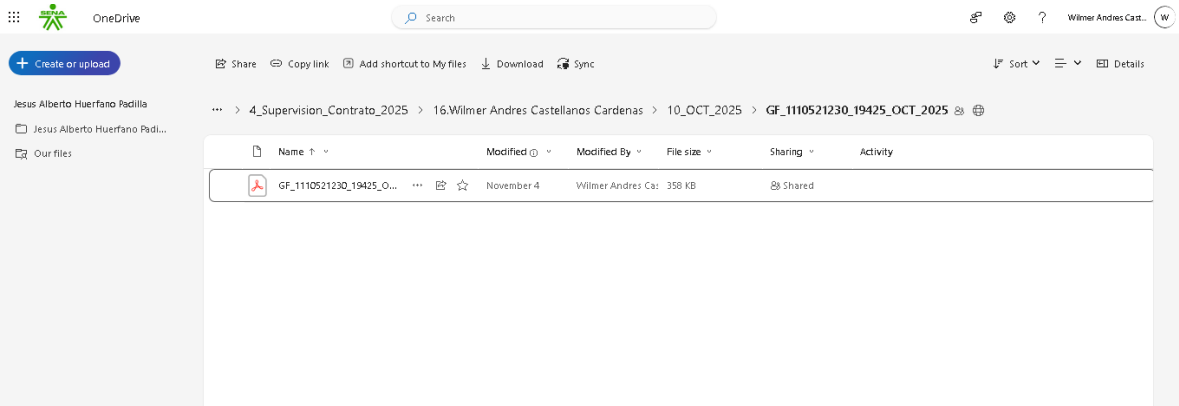 SENA
OneDrive
Search
Wilmer Andres Cast...
W
Create or upload
Share
Copy link
Add shortcut to My files
Download
Sync
Sort
Details
Jesus Alberto Huerfano Padilla
Jesus Alberto Huerfano Padi...
Our files
... > 4_Supervision_Contrato_2025 > 16.Wilmer Andres Castellanos Cardenas > 10_OCT_2025 > GF_1110521230_19425_OCT_2025
Name Modified Modified By File size Sharing Activity
GF_1110521230_19425_O... November 4 Wilmer Andres Cas 358 KB Shared